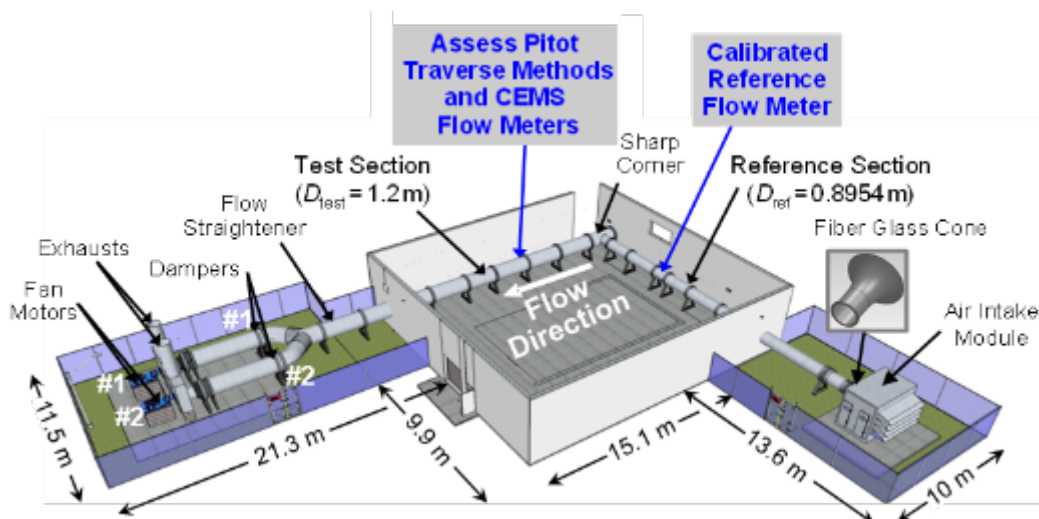 Assess Pitot
Traverse Methods
and CEMS
Flow Meters
Calibrated
Reference
Flow Meter
Sharp
Corner
Test Section
(D_test = 1.2 m)
Reference Section
(D_ref = 0.8954 m)
Flow
Straightener
Fiber Glass Cone
Exhausts
Dampers
Fan
Motors
Air Intake
Module
Flow
Direction
#1
#2
#1
#2
11.5 m
21.3 m
9.9 m
15.1 m
13.6 m
10 m